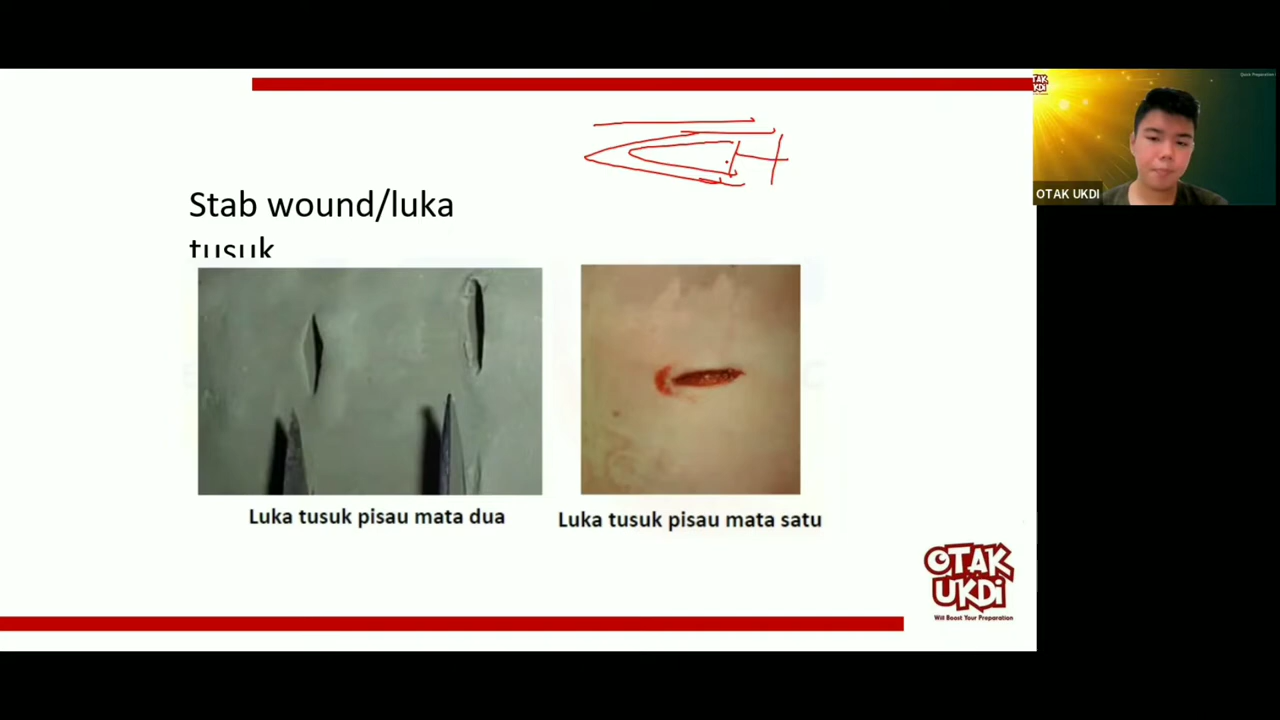 Stab wound/luka
tusuk
Luka tusuk pisau mata dua
Luka tusuk pisau mata satu
OTAK UKDI
OTAK
UKDi
Will Boost Your Preparation